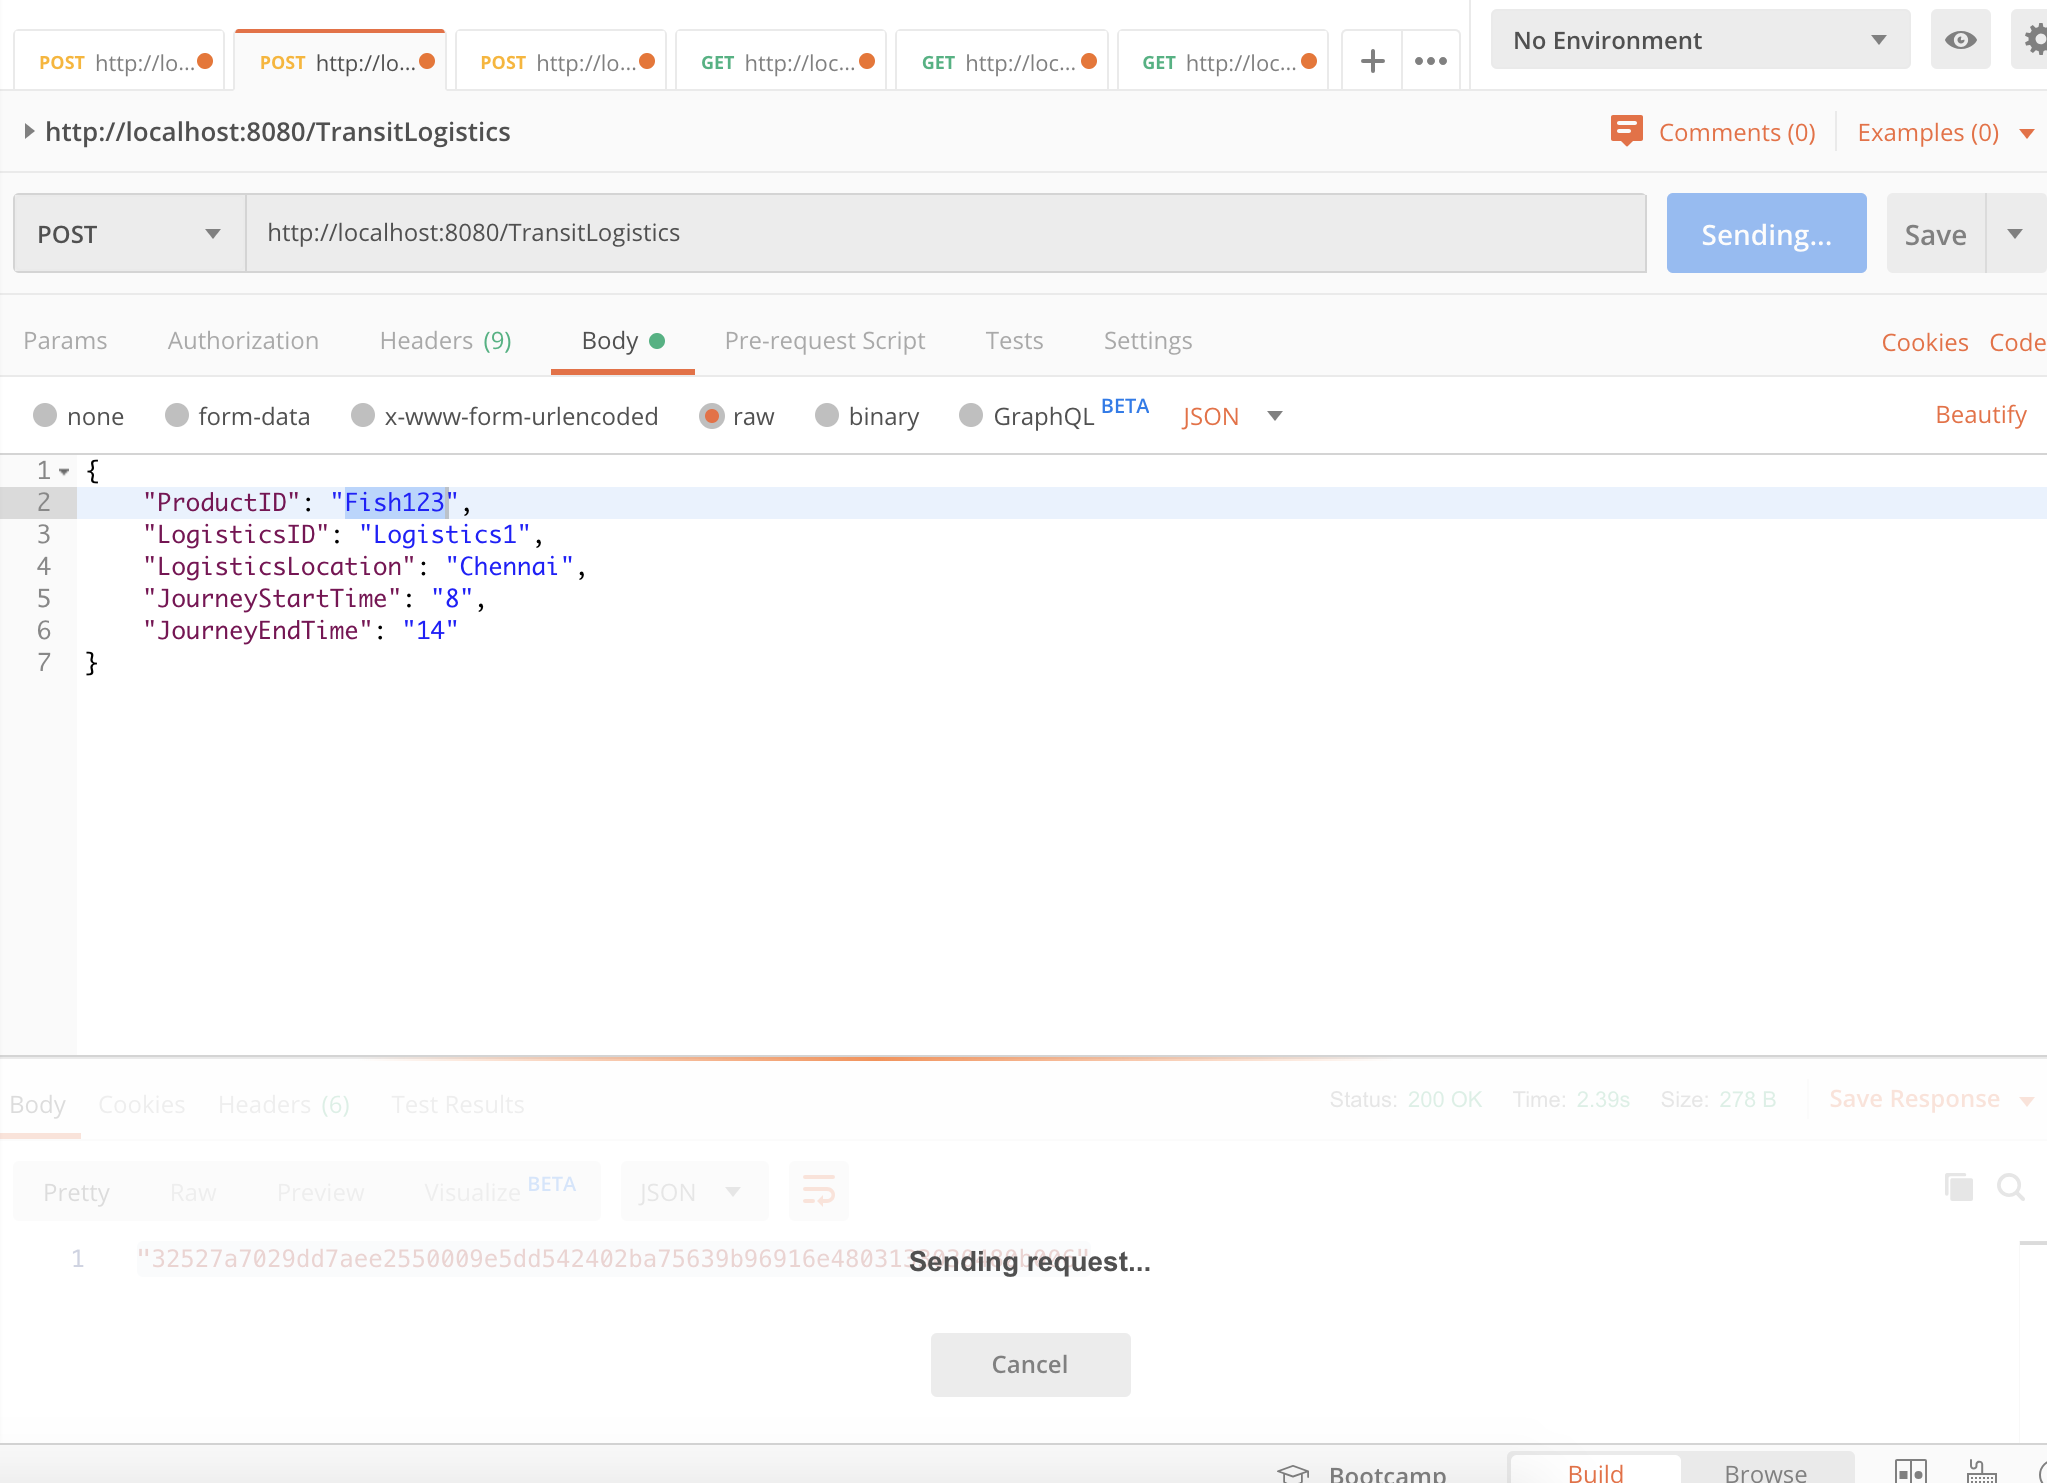 POST http://lo... POST http://lo... POST http://lo... GET http://loc... GET http://loc... GET http://loc... No Environment
http://localhost:8080/TransitLogistics Comments (0) Examples (0)
POST http://localhost:8080/TransitLogistics Sending... Save
Params Authorization Headers (9) Body Pre-request Script Tests Settings Cookies Code
none form-data x-www-form-urlencoded raw binary GraphQL BETA JSON Beautify
1 {
2 "ProductID": "Fish123",
3 "LogisticsID": "Logistics1",
4 "LogisticsLocation": "Chennai",
5 "JourneyStartTime": "8",
6 "JourneyEndTime": "14"
7 }
Body Cookies Headers (6) Test Results Status: 200 OK Time: 2.39s Size: 278 B Save Response
Pretty Raw Preview Visualize BETA JSON
1
Sending request...
Cancel
Bootcamp Build Browse